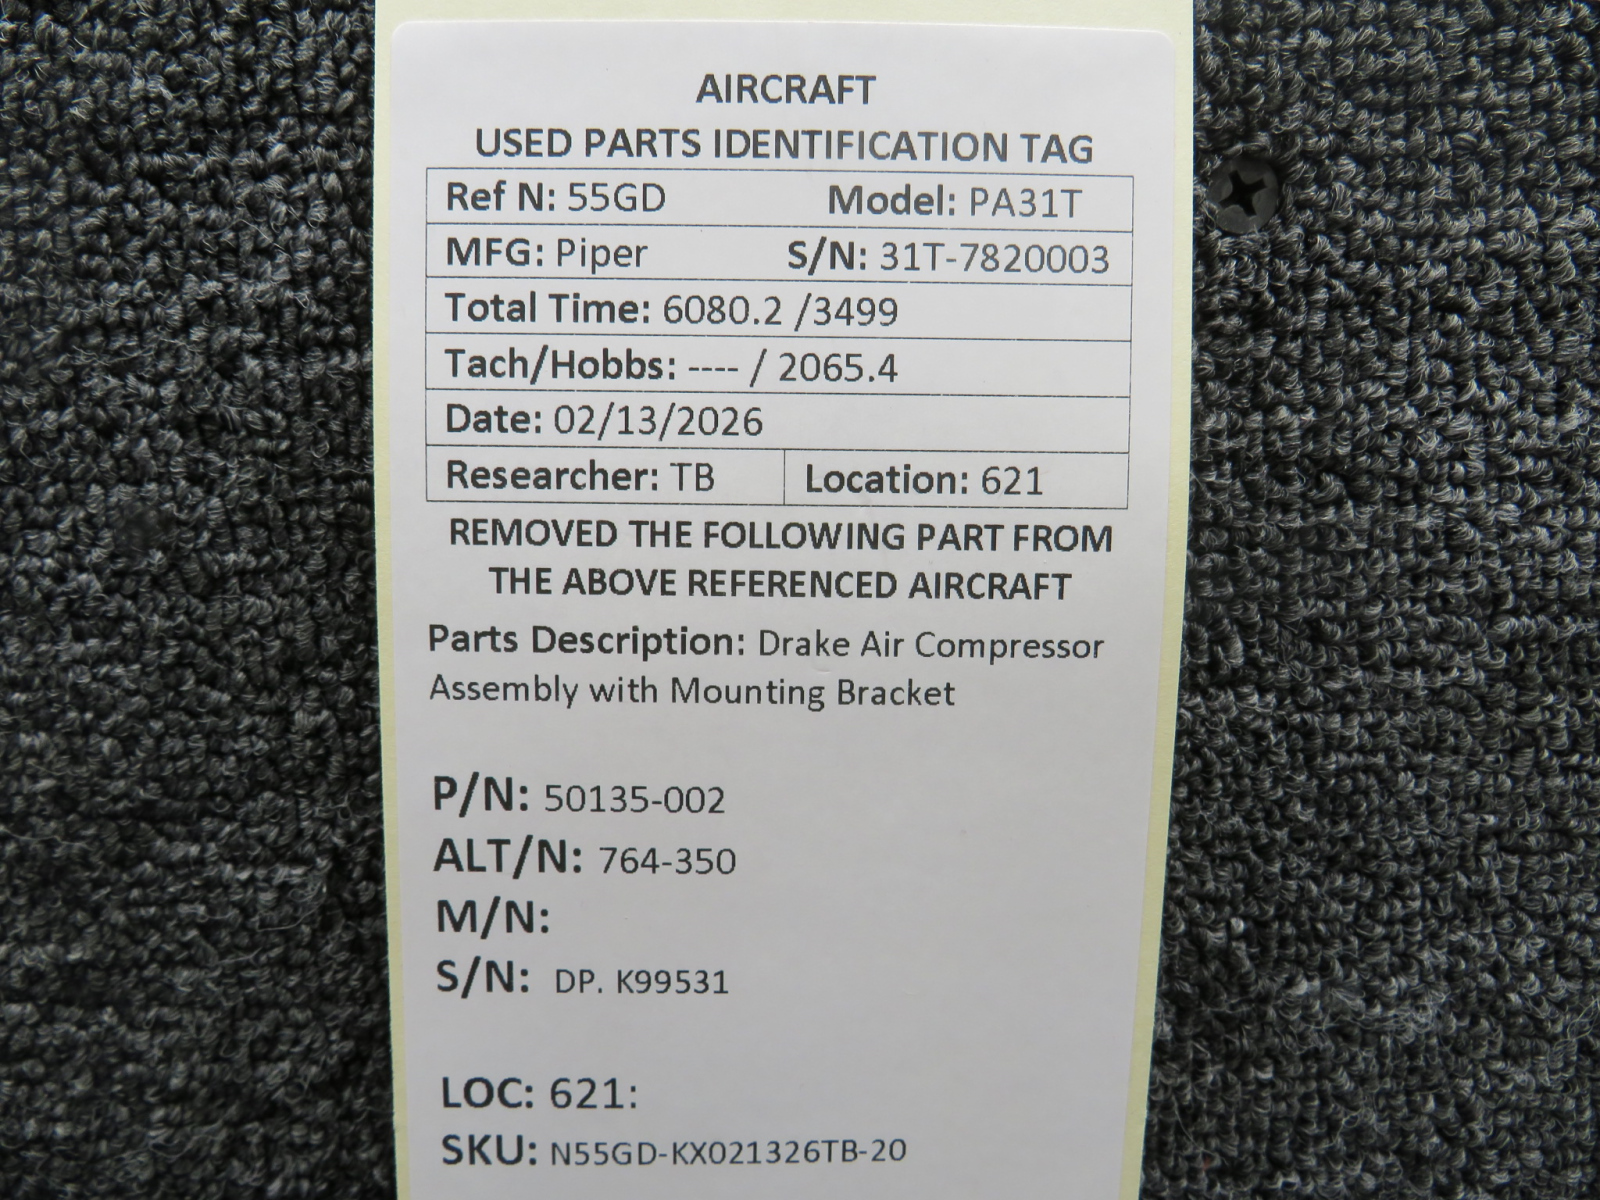 AIRCRAFT
USED PARTS IDENTIFICATION TAG
Ref N: 55GD Model: PA31T
MFG: Piper S/N: 31T-7820003
Total Time: 6080.2 /3499
Tach/Hobbs: ---- / 2065.4
Date: 02/13/2026
Researcher: TB Location: 621
REMOVED THE FOLLOWING PART FROM
THE ABOVE REFERENCED AIRCRAFT
Parts Description: Drake Air Compressor
Assembly with Mounting Bracket
P/N: 50135-002
ALT/N: 764-350
M/N:
S/N: DP. K99531
LOC: 621:
SKU: N55GD-KX021326TB-20